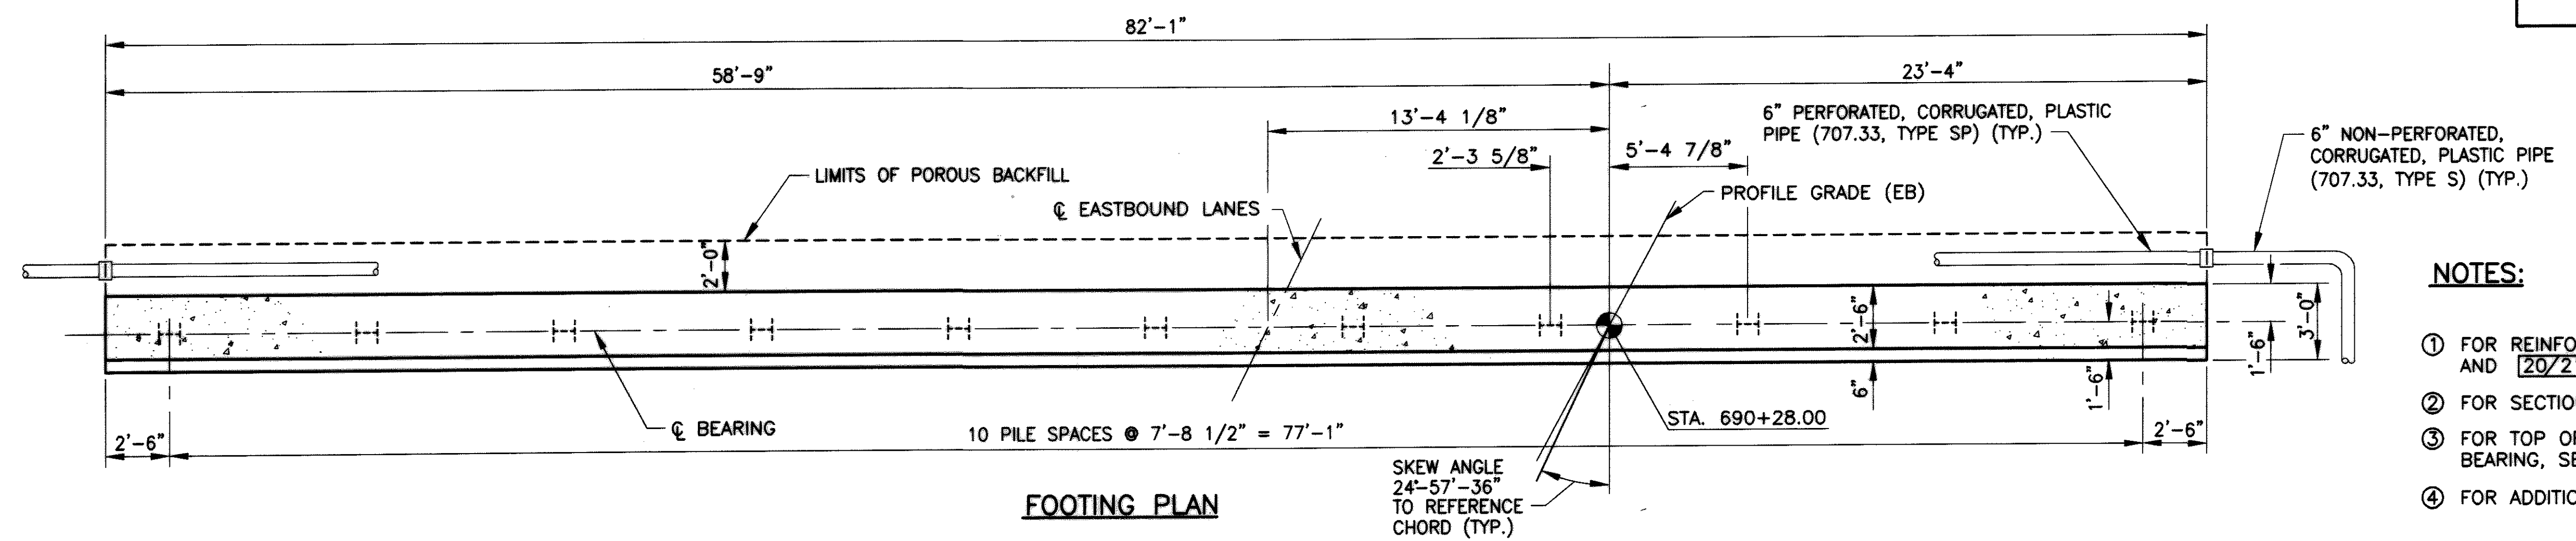 82'-1"
58'-9"
23'-4"
13'-4 1/8"
6" PERFORATED, CORRUGATED, PLASTIC
PIPE (707.33, TYPE SP) (TYP.)
6" NON-PERFORATED,
CORRUGATED, PLASTIC PIPE
(707.33, TYPE S) (TYP.)
2'-3 5/8"
5'-4 7/8"
LIMITS OF POROUS BACKFILL
℄ EASTBOUND LANES
PROFILE GRADE (EB)
2'-0"
2'-6"
6"
1'-6"
1'-6"
3'-0"
STA. 690+28.00
℄ BEARING
2'-6"
10 PILE SPACES @ 7'-8 1/2" = 77'-1"
2'-6"
SKEW ANGLE
24°-57'-36"
TO REFERENCE
CHORD (TYP.)
FOOTING PLAN
NOTES:
① FOR REINFO
AND 20/2
② FOR SECTIO
③ FOR TOP O
BEARING, SE
④ FOR ADDITIO